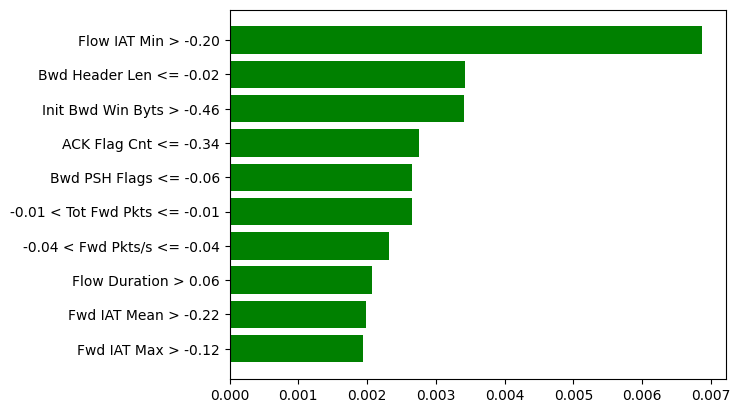 Flow IAT Min > -0.20
Bwd Header Len <= -0.02
Init Bwd Win Byts > -0.46
ACK Flag Cnt <= -0.34
Bwd PSH Flags <= -0.06
-0.01 < Tot Fwd Pkts <= -0.01
-0.04 < Fwd Pkts/s <= -0.04
Flow Duration > 0.06
Fwd IAT Mean > -0.22
Fwd IAT Max > -0.12
0.000 0.001 0.002 0.003 0.004 0.005 0.006 0.007